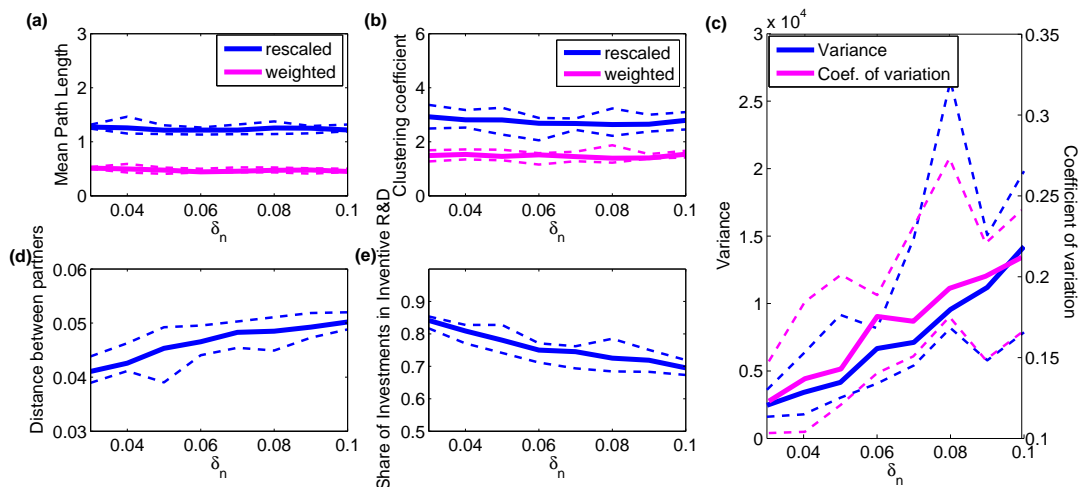 (a)
3
2
1
0
Mean Path Length
rescaled
weighted
0.04
0.06
0.08
0.1
δn
(b)
6
4
2
0
Clustering coefficient
rescaled
weighted
0.04
0.06
0.08
0.1
δn
(c)
x 10^4
3
2.5
2
1.5
1
0.5
0
Variance
Variance
Coef. of variation
0.35
0.3
0.25
0.2
0.15
0.1
Coefficient of variation
0.04
0.06
0.08
0.1
δn
(d)
0.06
0.05
0.04
0.03
Distance between partners
0.04
0.06
0.08
0.1
δn
(e)
0.9
0.8
0.7
0.6
0.5
Share of Investments in Inventive R&D
0.04
0.06
0.08
0.1
δn